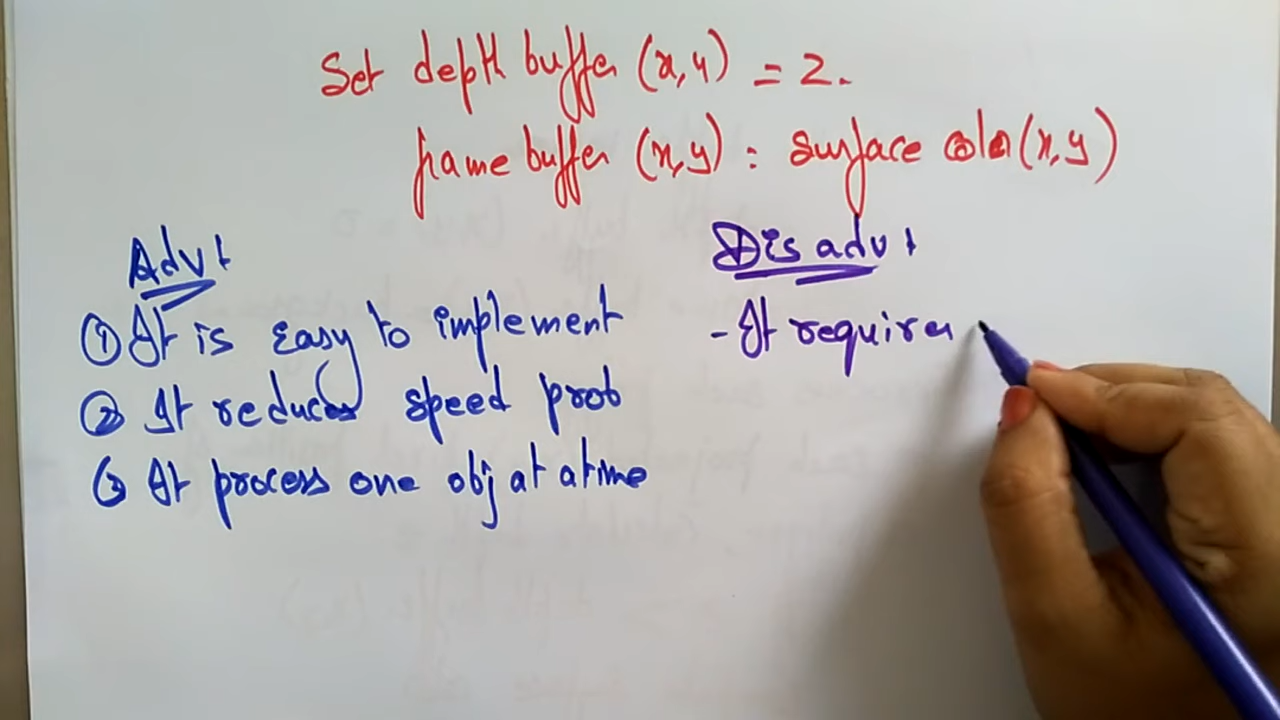 Set depth buffer (x,y) = z.
frame buffer (x,y) : surface color (x,y)
Advt
① It is easy to implement
② It reduces speed prob
③ It process one obj at a time
Disadvt
- It requires